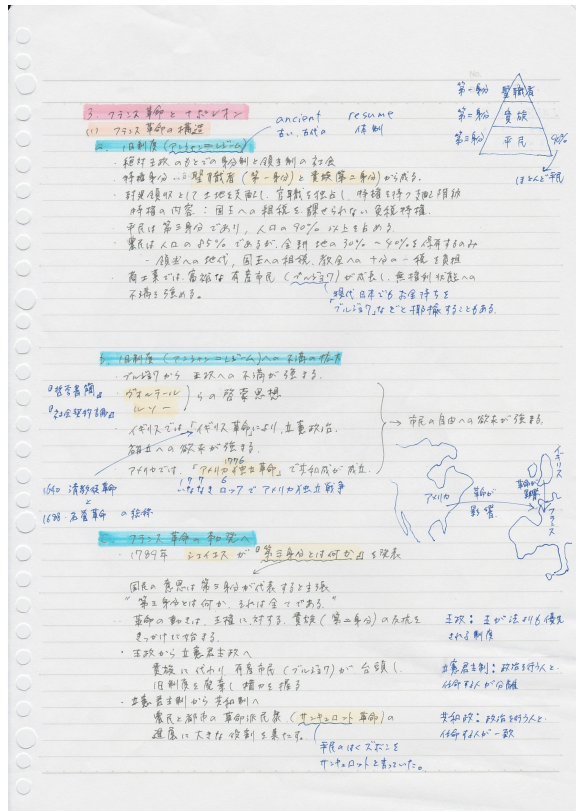 No.
3. フランス革命とナポレオン
(1) フランス革命の構造
a. 旧制度(アンシャン=レジーム)
ancient resume
古い、古代の 体制
第一身分 聖職者
第二身分 貴族
第三身分 平民 90%
ほとんど平民
・絶対王政のもとでの身分制と領主制の社会
・特権身分…聖職者(第一身分)と貴族(第二身分)から成る。
・封建領収として土地を支配し、官職を独占し、特権を持つ支配
特権の内容:国王への租税を課せられない免税特権。
・平民は第三身分であり、人口の90%以上を占める。
・農民は人口の85%であるが、全耕地の30%~40%を保有するのみ
→領主への地代、国王への租税、教会への十分の一税を負担
・商工業では、富裕な有産市民(ブルジョワ)が成長し、無権利状態への
不満を強める。
現代日本でもお金持ちを
「ブルジョワ」などと揶揄することもある。
b. 旧制度(アンシャン=レジーム)への不満の拡大
・ブルジョワから王政への不満が強まる。
『哲学書簡』 ・ヴォルテール
『社会契約論』 ルソー らの啓蒙思想
・イギリスでは「イギリス革命」により、立憲政治。
確立への欲求が強まる。
→市民の自由への欲求が強まる。
1776
・アメリカでは、「アメリカ独立革命」で共和政が成立。
1 7 7 6
いななき ロックで アメリカ独立戦争
1640 清教徒革命
と
1688 名誉革命 の総称
アメリカ 革命が影響
イギリス
革命が影響
フランス
c. フランス革命の勃発へ
・1789年 シェイエスが『第三身分とは何か』を発表
国民の意思は第三身分が代表すると主張
"第三身分とは何か、それは全てである。"
・革命の動きは、王権に対する、貴族(第二身分)の反抗を
きっかけに始まる。
王政:王が法よりも優先
される制度
・王政から立憲君主政へ
貴族に代わり、有産市民(ブルジョワ)が、台頭し、
旧制度を廃棄し権力を握る
立憲君主制:政治を行う人と、
任命する人が分離
・立憲君主制から共和制へ
農民と都市の革命派民衆(サンキュロット革命)の
進展に大きな役割を果たす。
共和政:政治を行う人と、
任命する人が一致
平民のはくズボンを
サンキュロットと言っていた。